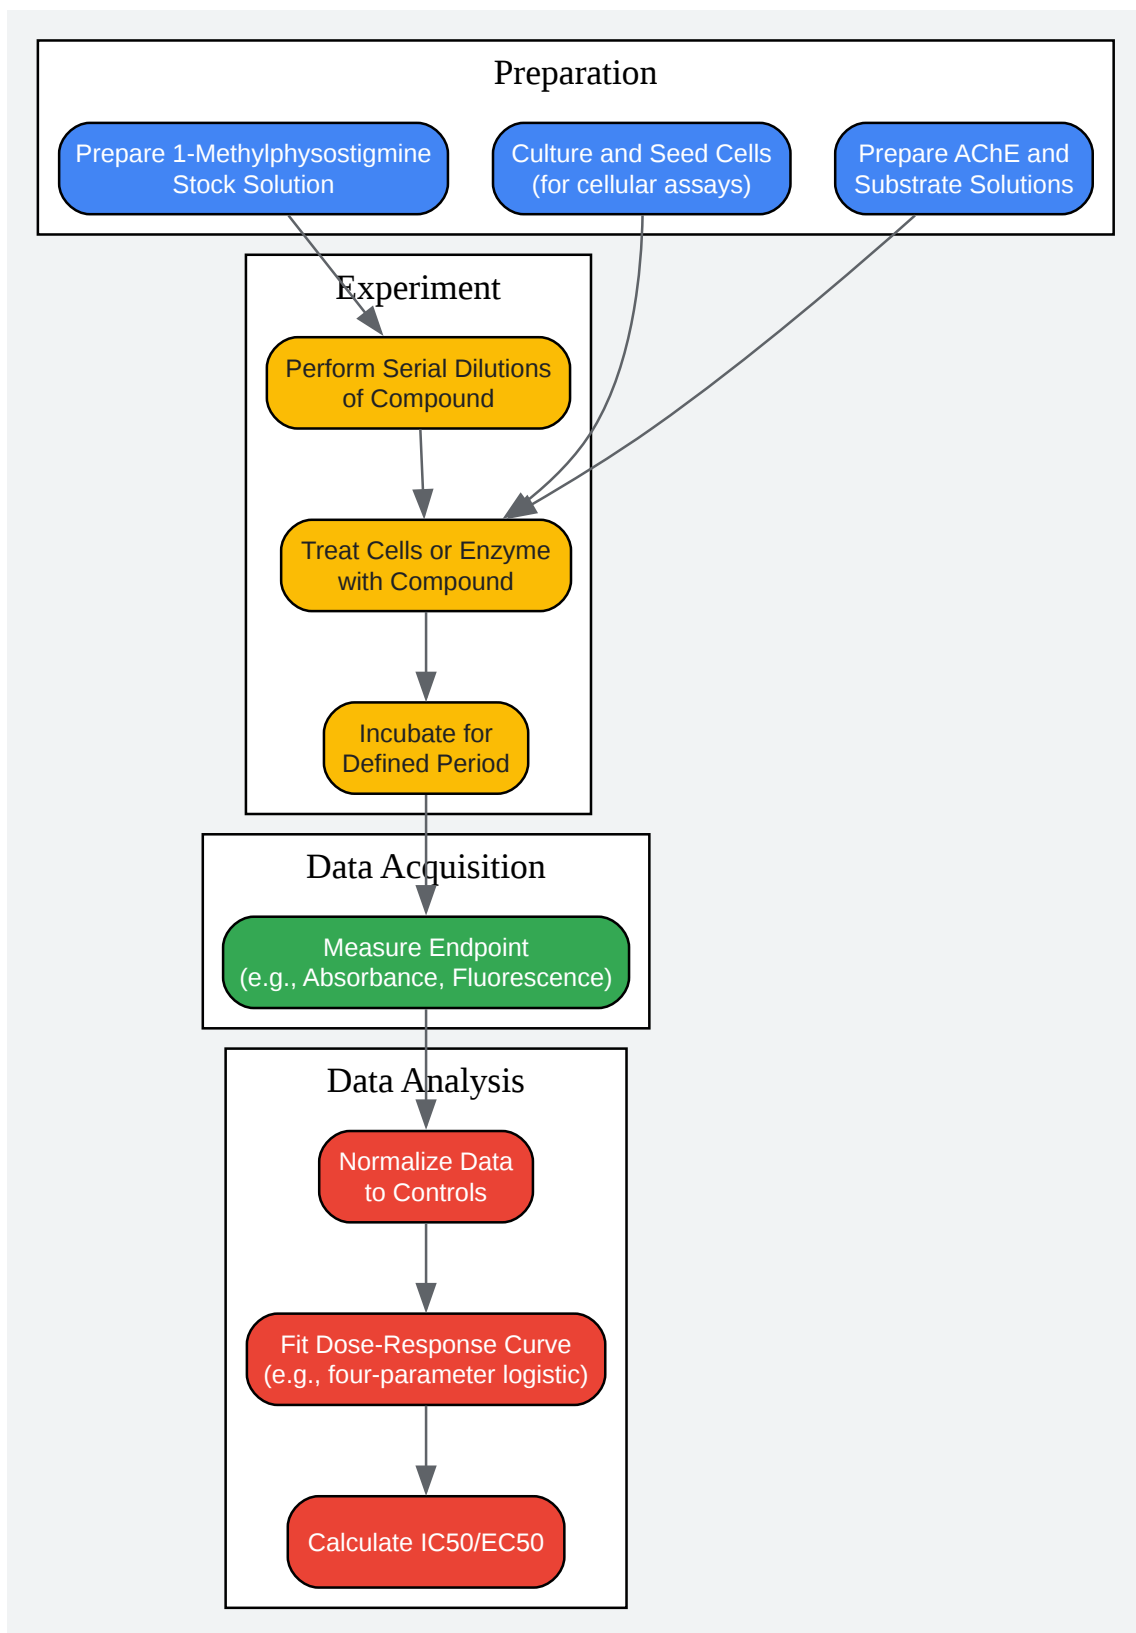 Preparation
Prepare 1-Methylphysostigmine
Stock Solution
Culture and Seed Cells
(for cellular assays)
Prepare AChE and
Substrate Solutions
Experiment
Perform Serial Dilutions
of Compound
Treat Cells or Enzyme
with Compound
Incubate for
Defined Period
Data Acquisition
Measure Endpoint
(e.g., Absorbance, Fluorescence)
Data Analysis
Normalize Data
to Controls
Fit Dose-Response Curve
(e.g., four-parameter logistic)
Calculate IC50/EC50